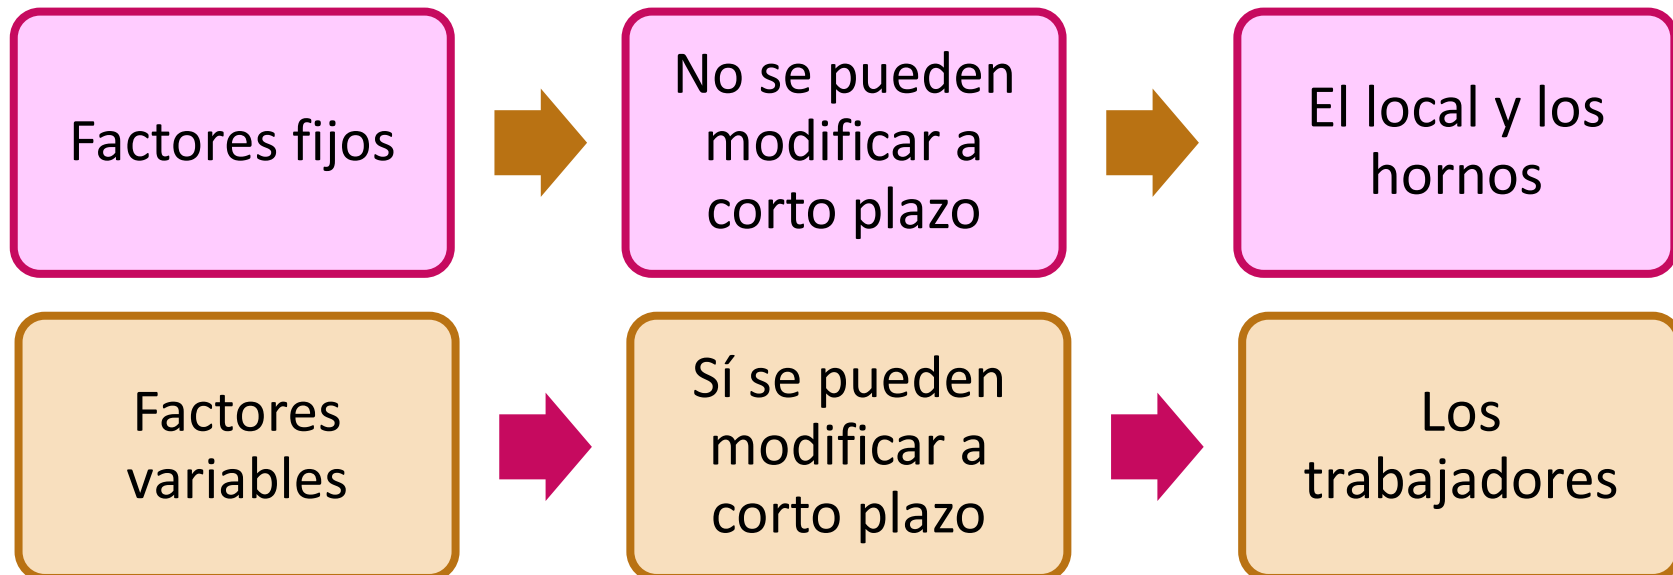 Factores fijos
No se pueden
modificar a
corto plazo
El local y los
hornos
Factores
variables
Sí se pueden
modificar a
corto plazo
Los
trabajadores